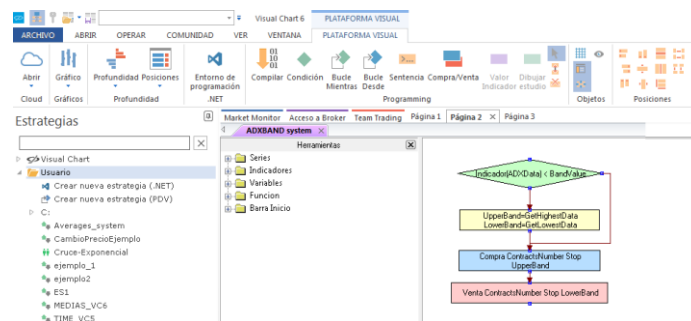 Visual Chart 6
PLATAFORMA VISUAL
ARCHIVO ABRIR OPERAR COMUNIDAD VER VENTANA PLATAFORMA VISUAL
01
10
01
Abrir Gráfico Profundidad Posiciones Entorno de programación Compilar Condición Bucle Mientras Bucle Desde Sentencia Compra/Venta Valor Indicador Dibujar estudio
Cloud Gráficos Profundidad .NET Programming Objetos Posiciones
Estrategias
Market Monitor Acceso a Broker Team Trading Página 1 Página 2 Página 3
ADXBAND system
Herramientas
Visual Chart
Usuario
Crear nueva estrategia (.NET)
Crear nueva estrategia (PDV)
C:
Averages_system
CambioPrecioEjemplo
Cruce-Exponencial
ejemplo_1
ejemplo2
ES1
MEDIAS_VC6
TIME_VC5
Series
Indicadores
Variables
Funcion
Barra Inicio
Indicador(ADXData) < BandValue
UpperBand=GetHighestData
LowerBand=GetLowestData
Compra ContractsNumber Stop
UpperBand
Venta ContractsNumber Stop LowerBand